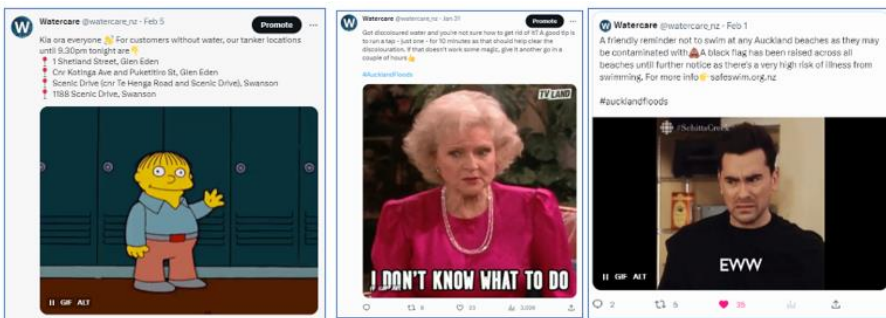 Watercare @watercare_nz · Feb 5
Promote
Kia ora everyone 👋 For customers without water, our tanker locations
until 9.30pm tonight are👇
📍 1 Shetland Street, Glen Eden
📍 Cnr Kotinga Ave and Puketitiro St, Glen Eden
📍 Scenic Drive (cnr Te Henga Road and Scenic Drive), Swanson
📍 1188 Scenic Drive, Swanson
GIF ALT
Watercare @watercare_nz · Jan 31
Promote
Got discoloured water and you're not sure how to get rid of it? A good tip is
to run a tap - just one - for 10 minutes as that should help clear the
discolouration. If that doesn't work some magic, give it another go in a
couple of hours👍
#AucklandFloods
TV LAND
I DON'T KNOW WHAT TO DO
Watercare @watercare_nz · Feb 1
A friendly reminder not to swim at any Auckland beaches as they may
be contaminated with💩A black flag has been raised across all
beaches until further notice as there's a very high risk of illness from
swimming. For more info👉 safeswim.org.nz
#aucklandfloods
#SchittsCreek
EWW
GIF ALT
2
5
35